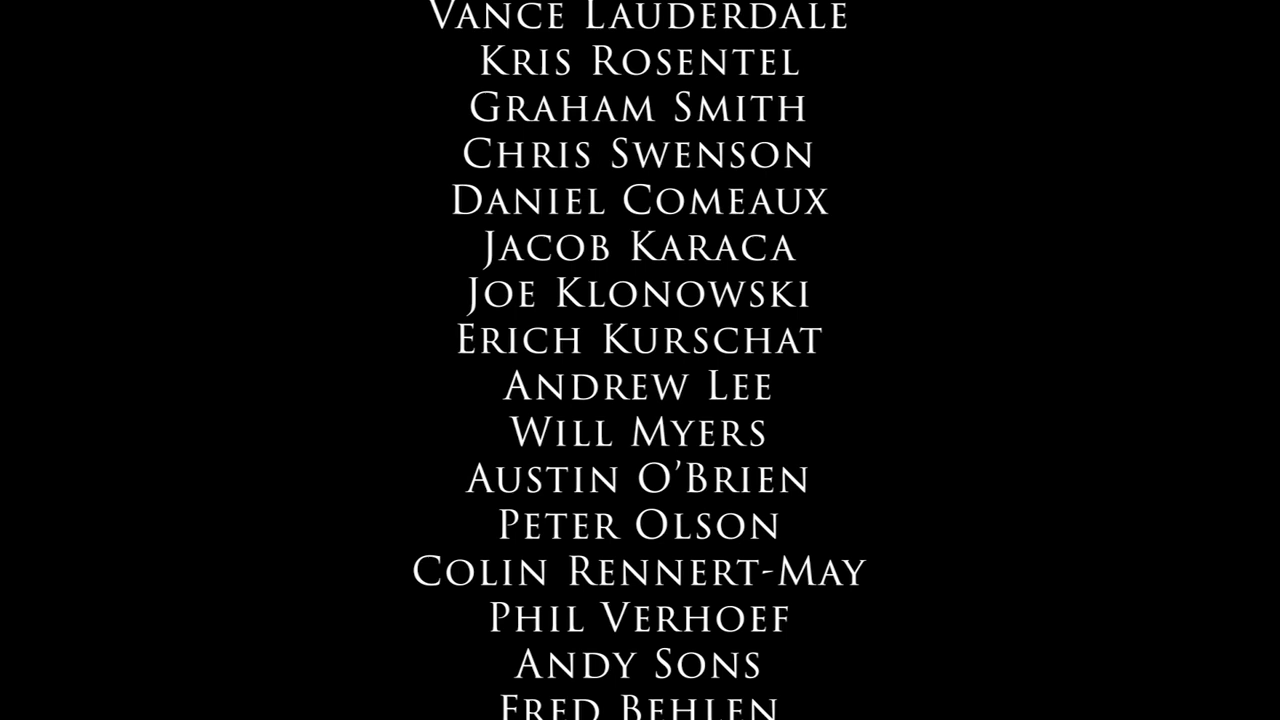 Vance Lauderdale
Kris Rosentel
Graham Smith
Chris Swenson
Daniel Comeaux
Jacob Karaca
Joe Klonowski
Erich Kurschat
Andrew Lee
Will Myers
Austin O’Brien
Peter Olson
Colin Rennert-May
Phil Verhoef
Andy Sons
Fred Behlen